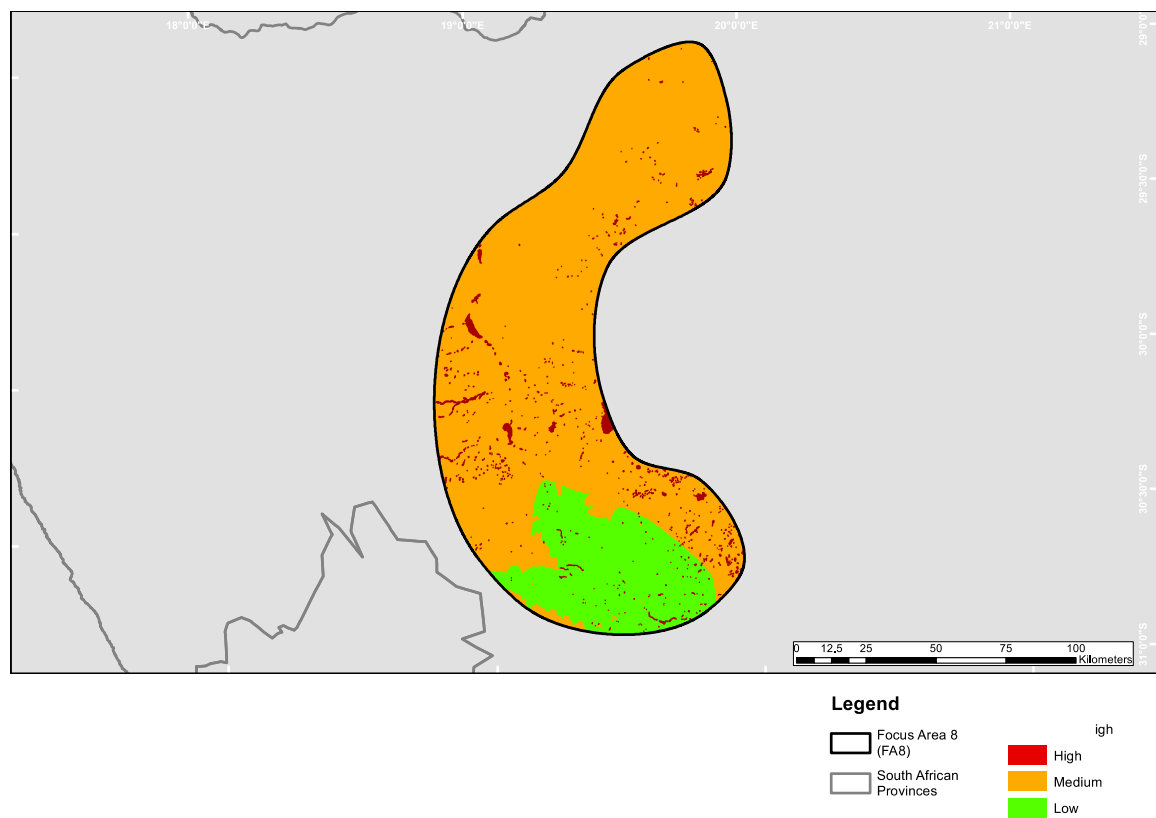 18°0'0"E 19°0'0"E 20°0'0"E 21°0'0"E
29°0'0"S
29°30'0"S
30°0'0"S
30°30'0"S
31°0'0"S
0 12.5 25 50 75 100
Kilometers
Legend
Focus Area 8
(FA8)
South African
Provinces
igh
High
Medium
Low